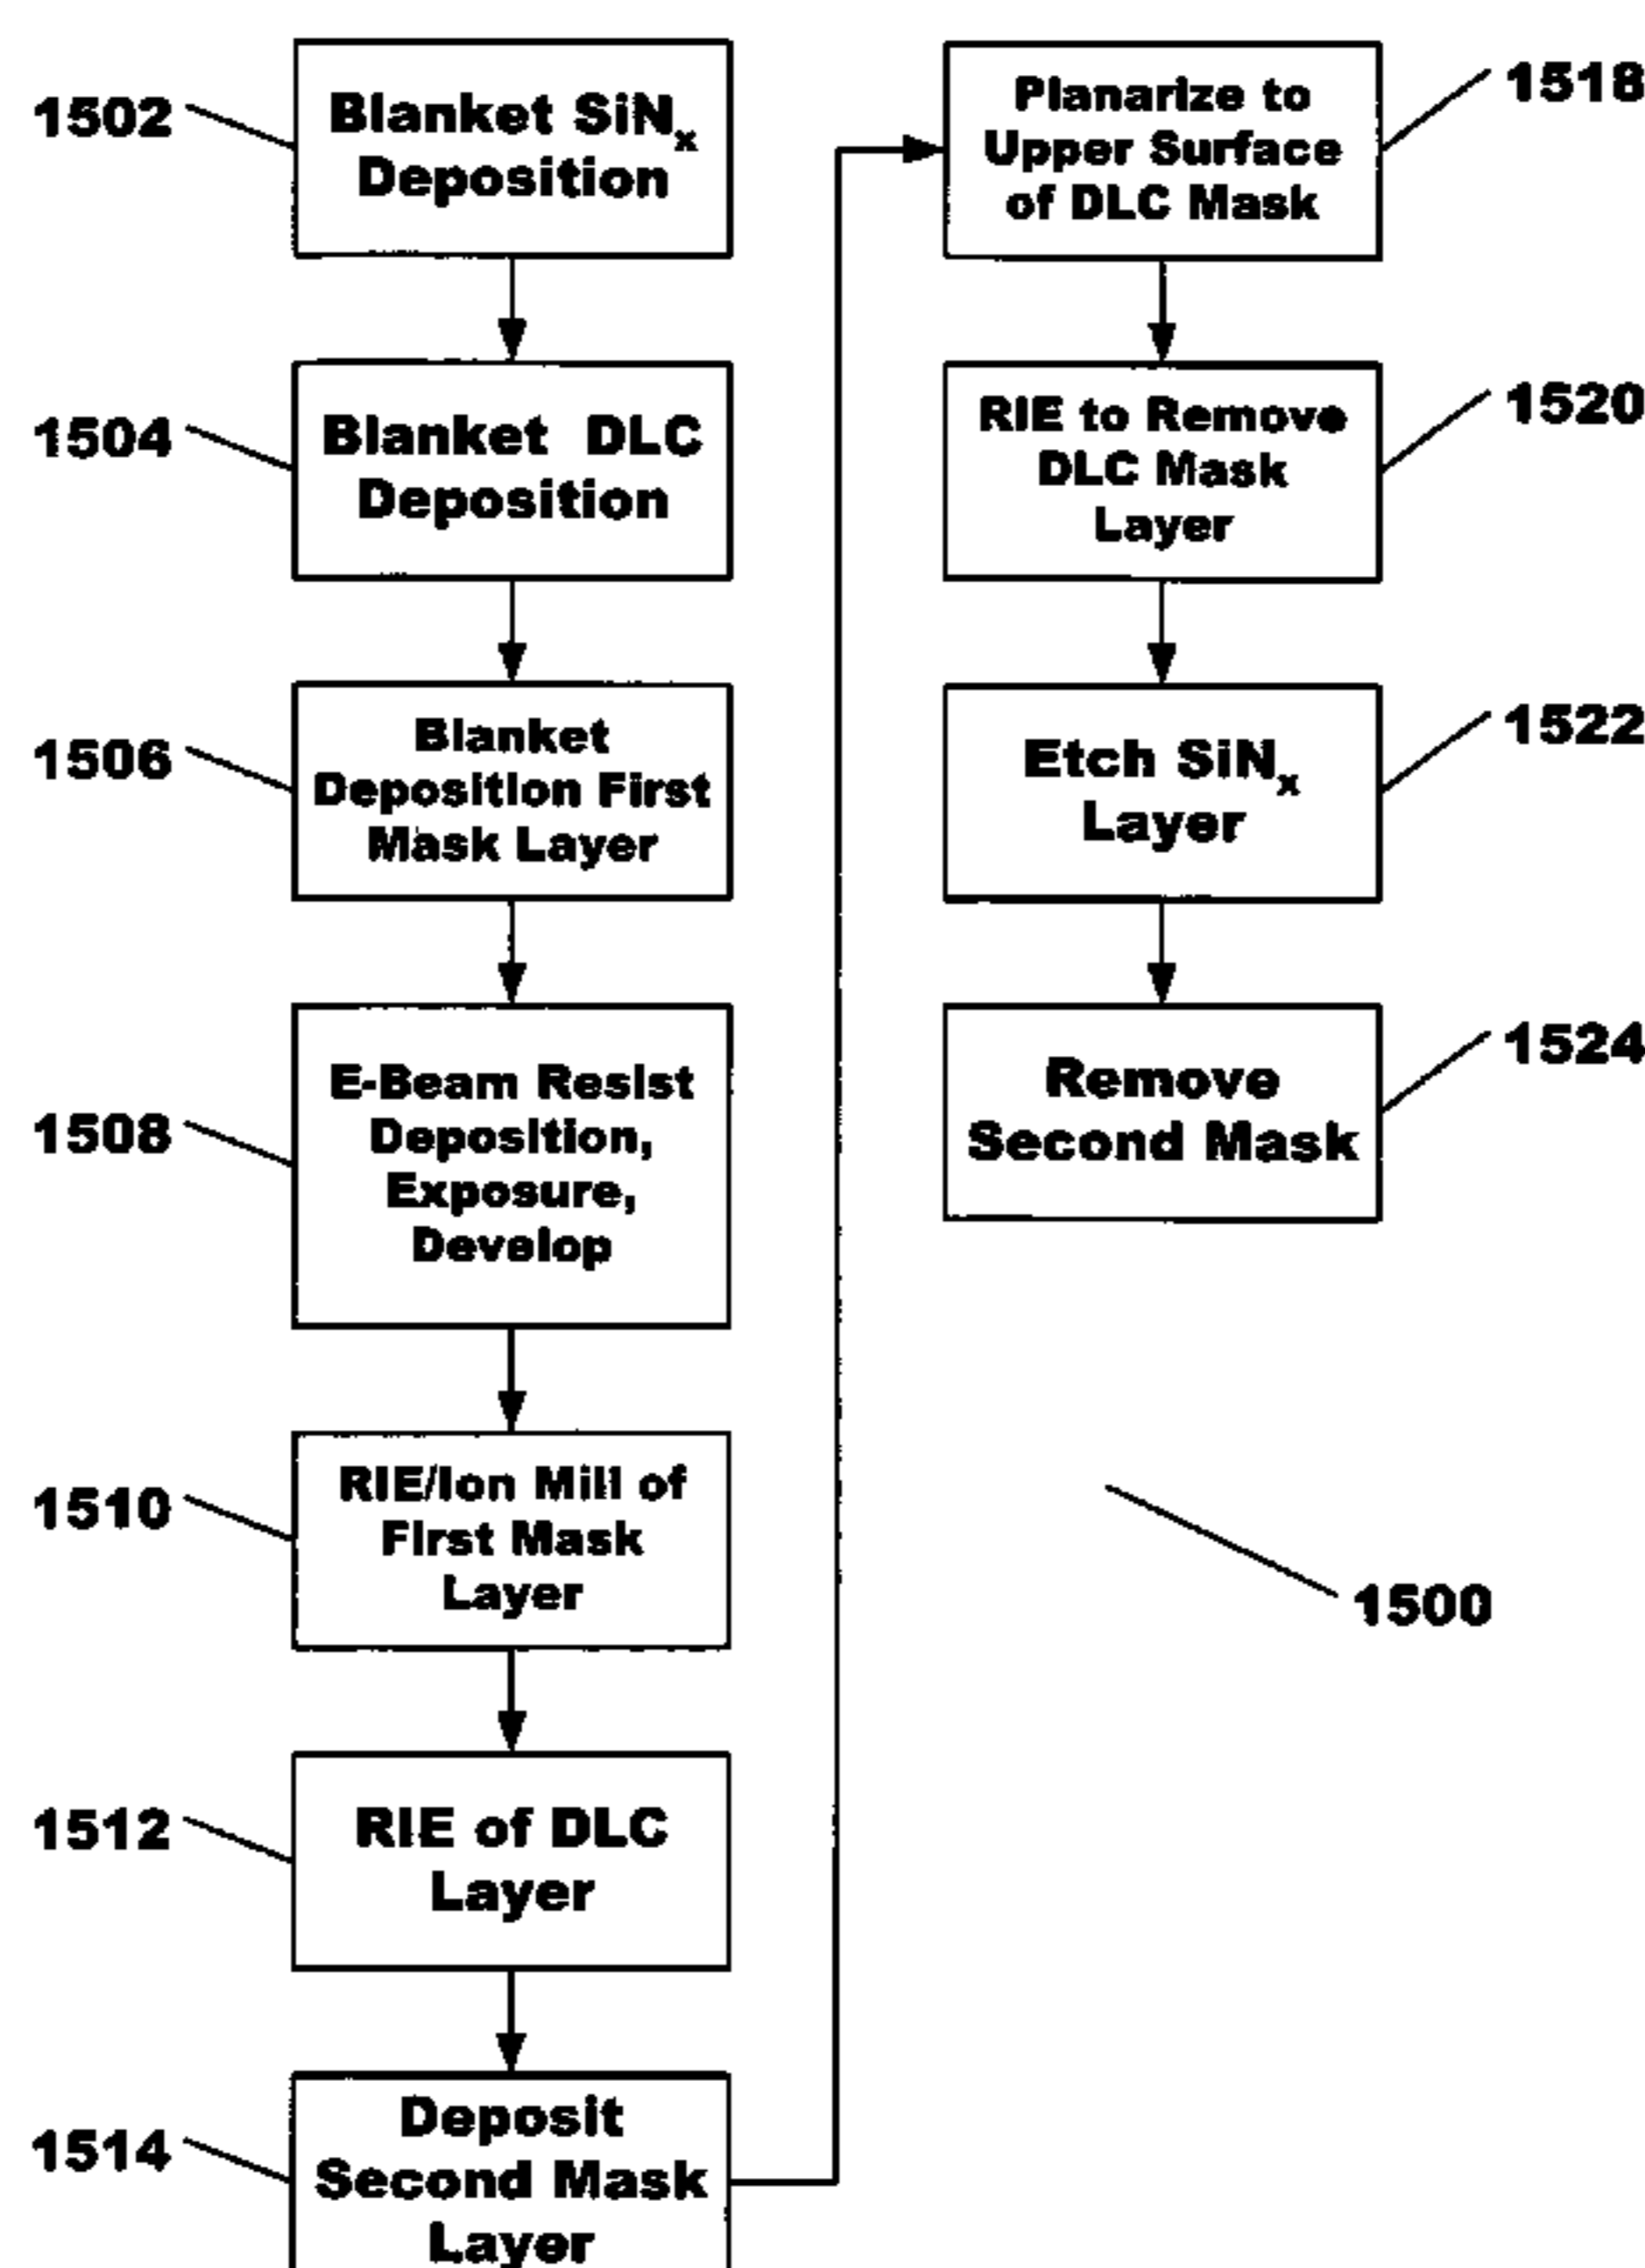 1502
Blanket SiNx
Deposition
1504
Blanket DLC
Deposition
1506
Blanket
Deposition First
Mask Layer
1508
E-Beam Resist
Deposition,
Exposure,
Develop
1510
RIE/Ion Mill of
First Mask
Layer
1512
RIE of DLC
Layer
1514
Deposit
Second Mask
Layer
Planarize to
Upper Surface
of DLC Mask
1518
RIE to Remove
DLC Mask
Layer
1520
Etch SiNx
Layer
1522
Remove
Second Mask
1524
1500